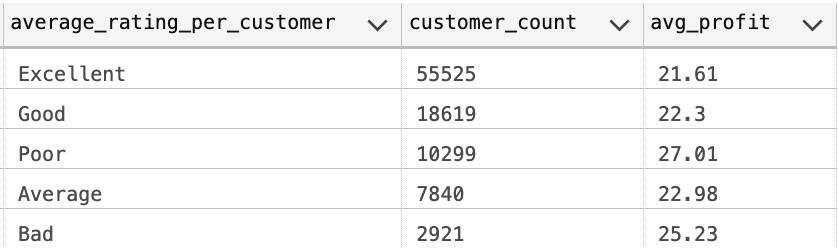 average_rating_per_customer customer_count avg_profit
Excellent 55525 21.61
Good 18619 22.3
Poor 10299 27.01
Average 7840 22.98
Bad 2921 25.23